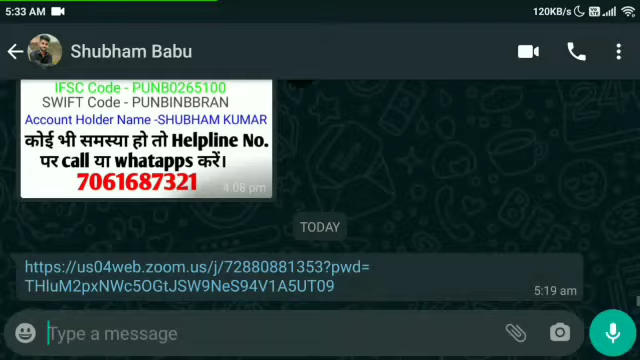 5:33 AM
120KB/s
Shubham Babu
IFSC Code - PUNB0265100
SWIFT Code - PUNBINBBRAN
Account Holder Name -SHUBHAM KUMAR
कोई भी समस्या हो तो Helpline No.
पर call या whatapps करें।
7061687321
4:08 pm
TODAY
https://us04web.zoom.us/j/72880881353?pwd=
THluM2pxNWc5OGtJSW9NeS94V1A5UT09
5:19 am
Type a message